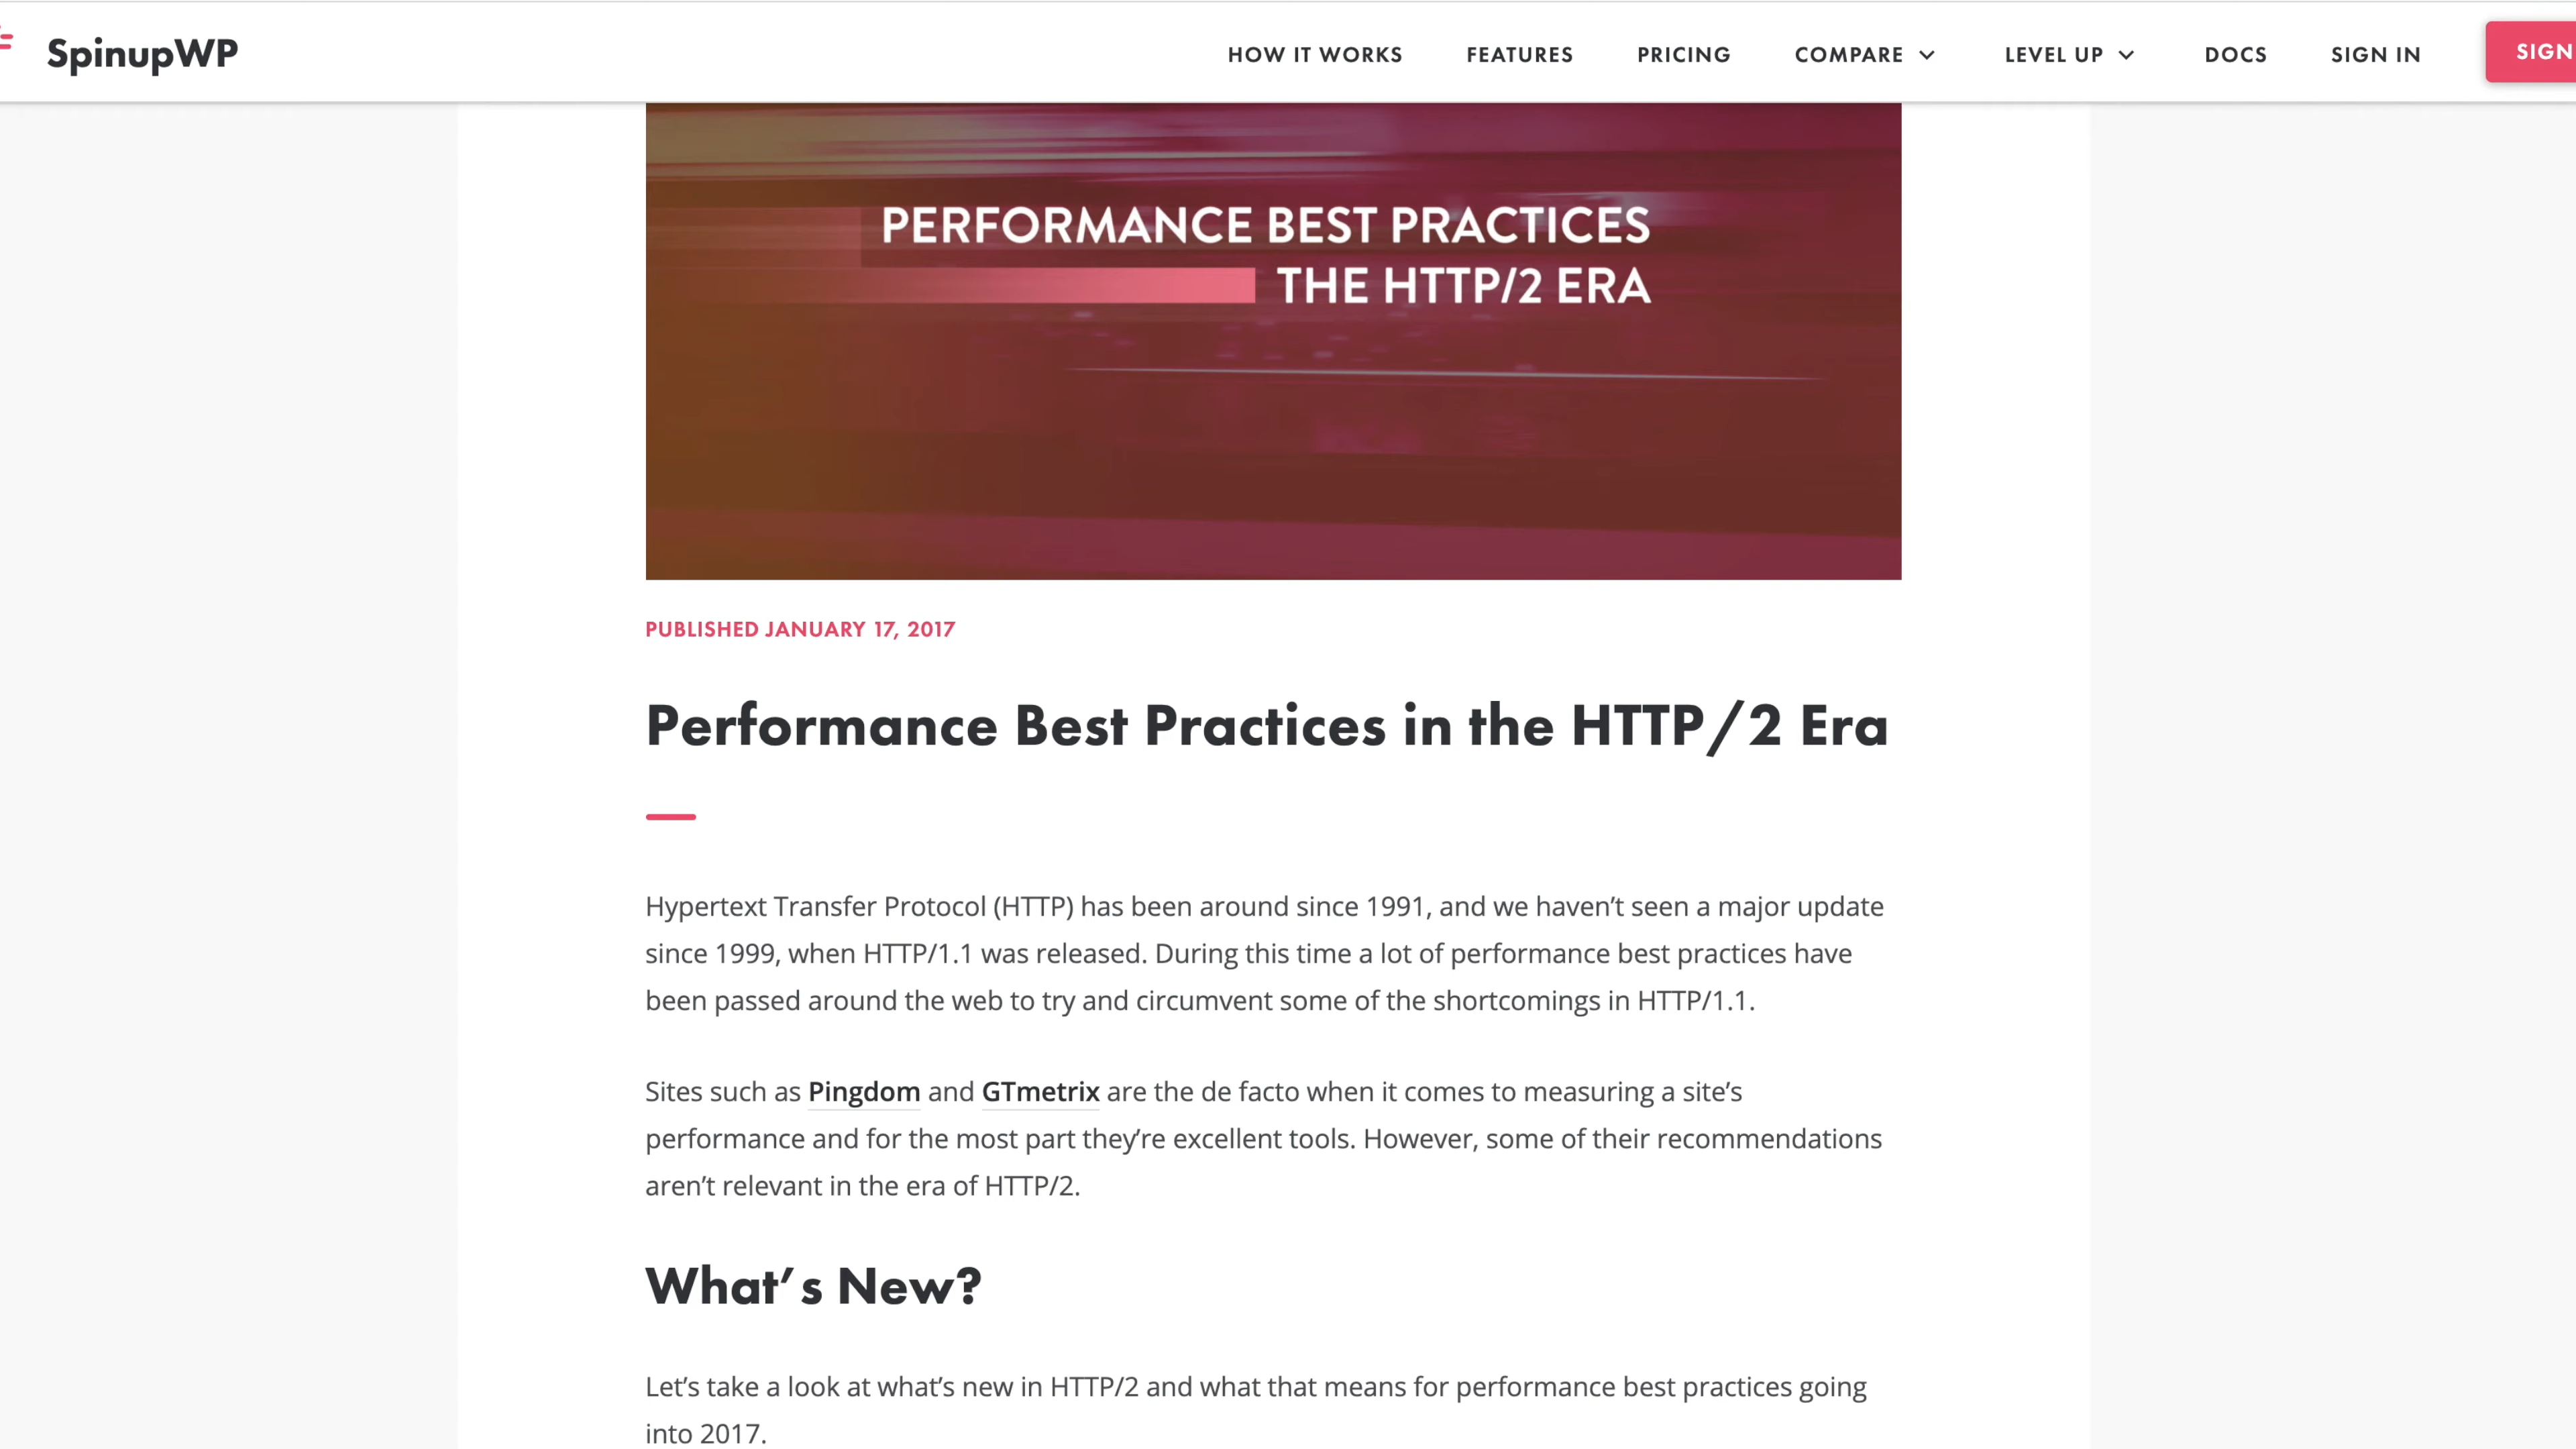 SpinupWP
HOW IT WORKS FEATURES PRICING COMPARE LEVEL UP DOCS SIGN IN SIGN
PERFORMANCE BEST PRACTICES
THE HTTP/2 ERA
PUBLISHED JANUARY 17, 2017
Performance Best Practices in the HTTP/2 Era
Hypertext Transfer Protocol (HTTP) has been around since 1991, and we haven’t seen a major update
since 1999, when HTTP/1.1 was released. During this time a lot of performance best practices have
been passed around the web to try and circumvent some of the shortcomings in HTTP/1.1.
Sites such as Pingdom and GTmetrix are the de facto when it comes to measuring a site’s
performance and for the most part they’re excellent tools. However, some of their recommendations
aren’t relevant in the era of HTTP/2.
What’s New?
Let’s take a look at what’s new in HTTP/2 and what that means for performance best practices going
into 2017.